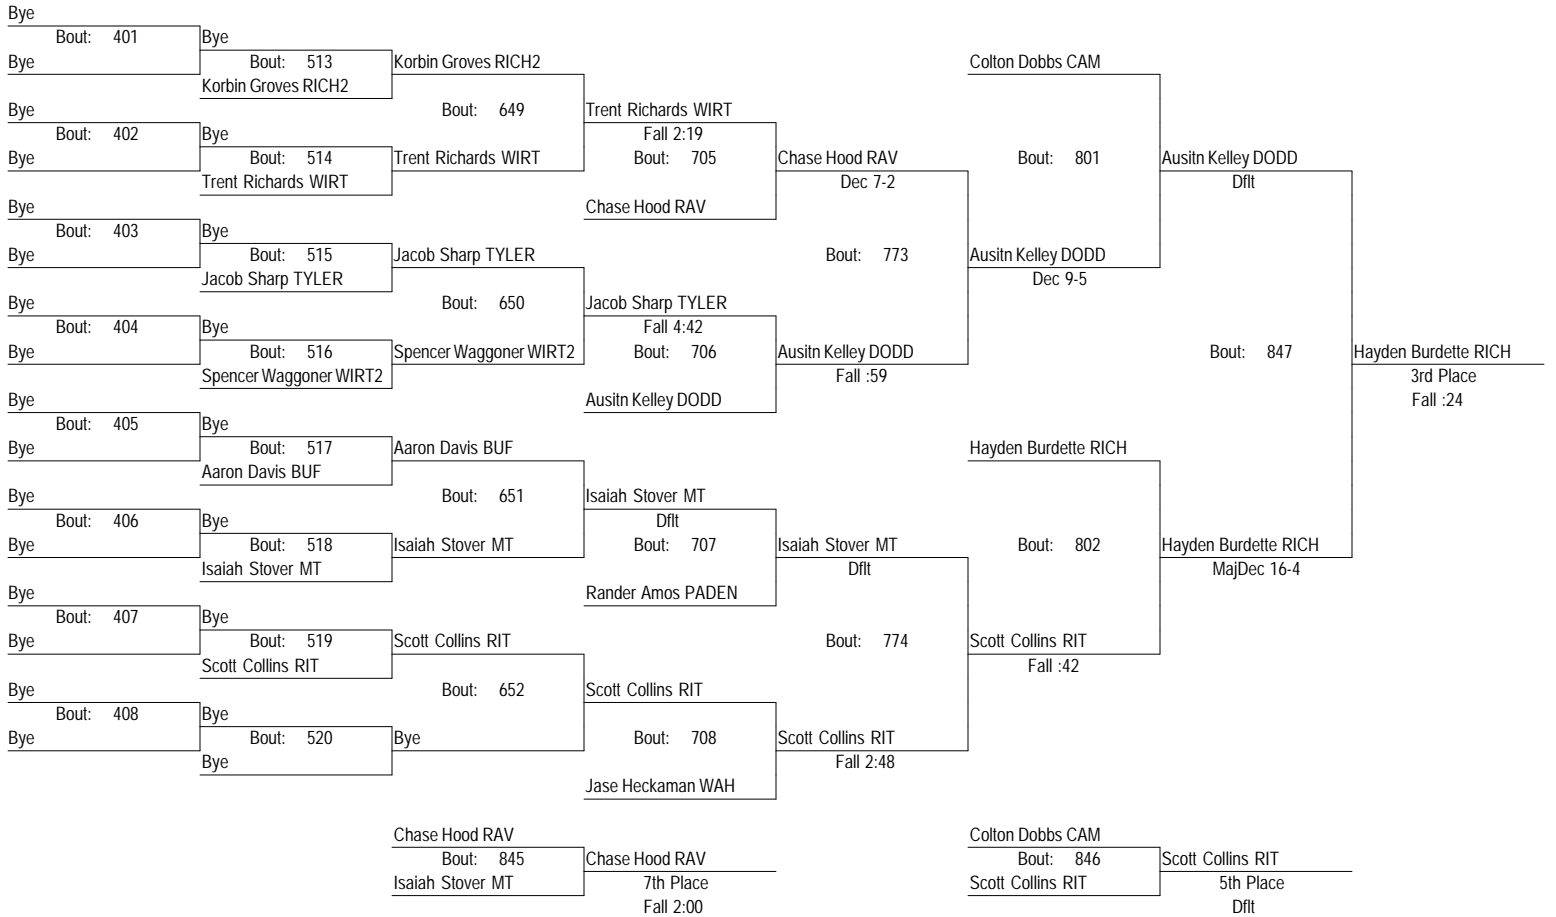 Bye
Bout: 401 Bye
Bye Bout: 513 Korbin Groves RICH2 Colton Dobbs CAM
Korbin Groves RICH2
Bye Bout: 649 Trent Richards WIRT
Bout: 402 Bye Fall 2:19
Bye Bout: 514 Trent Richards WIRT Bout: 705 Chase Hood RAV Bout: 801 Ausitn Kelley DODD
Trent Richards WIRT Dec 7-2 Dflt
Bye Chase Hood RAV
Bout: 403 Bye
Bye Bout: 515 Jacob Sharp TYLER Bout: 773 Ausitn Kelley DODD
Jacob Sharp TYLER Dec 9-5
Bye Bout: 650 Jacob Sharp TYLER
Bout: 404 Bye Fall 4:42
Bye Bout: 516 Spencer Waggoner WIRT2 Bout: 706 Ausitn Kelley DODD Bout: 847 Hayden Burdette RICH
Spencer Waggoner WIRT2 Fall :59 3rd Place
Bye Ausitn Kelley DODD Fall :24
Bout: 405 Bye
Bye Bout: 517 Aaron Davis BUF Hayden Burdette RICH
Aaron Davis BUF
Bye Bout: 651 Isaiah Stover MT
Bout: 406 Bye Dflt
Bye Bout: 518 Isaiah Stover MT Bout: 707 Isaiah Stover MT Bout: 802 Hayden Burdette RICH
Isaiah Stover MT Dflt MajDec 16-4
Bye Rander Amos PADEN
Bout: 407 Bye
Bye Bout: 519 Scott Collins RIT Bout: 774 Scott Collins RIT
Scott Collins RIT Fall :42
Bye Bout: 652 Scott Collins RIT
Bout: 408 Bye
Bye Bout: 520 Bye Bout: 708 Scott Collins RIT
Bye Fall 2:48
Jase Heckaman WAH
Chase Hood RAV Colton Dobbs CAM
Bout: 845 Chase Hood RAV Bout: 846 Scott Collins RIT
Isaiah Stover MT 7th Place Scott Collins RIT 5th Place
Fall 2:00 Dflt